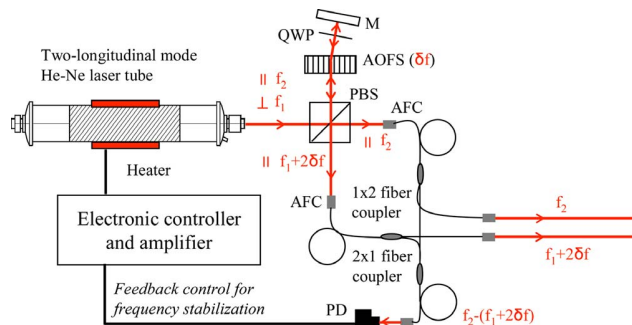 M
QWP
Two-longitudinal mode
He-Ne laser tube
AOFS (δf)
|| f₂
⊥ f₁
PBS
AFC
|| f₂
|| f₁+2δf
Heater
AFC
1x2 fiber
coupler
f₂
Electronic controller
and amplifier
f₁+2δf
2x1 fiber
coupler
Feedback control for
frequency stabilization
PD
f₂-(f₁+2δf)